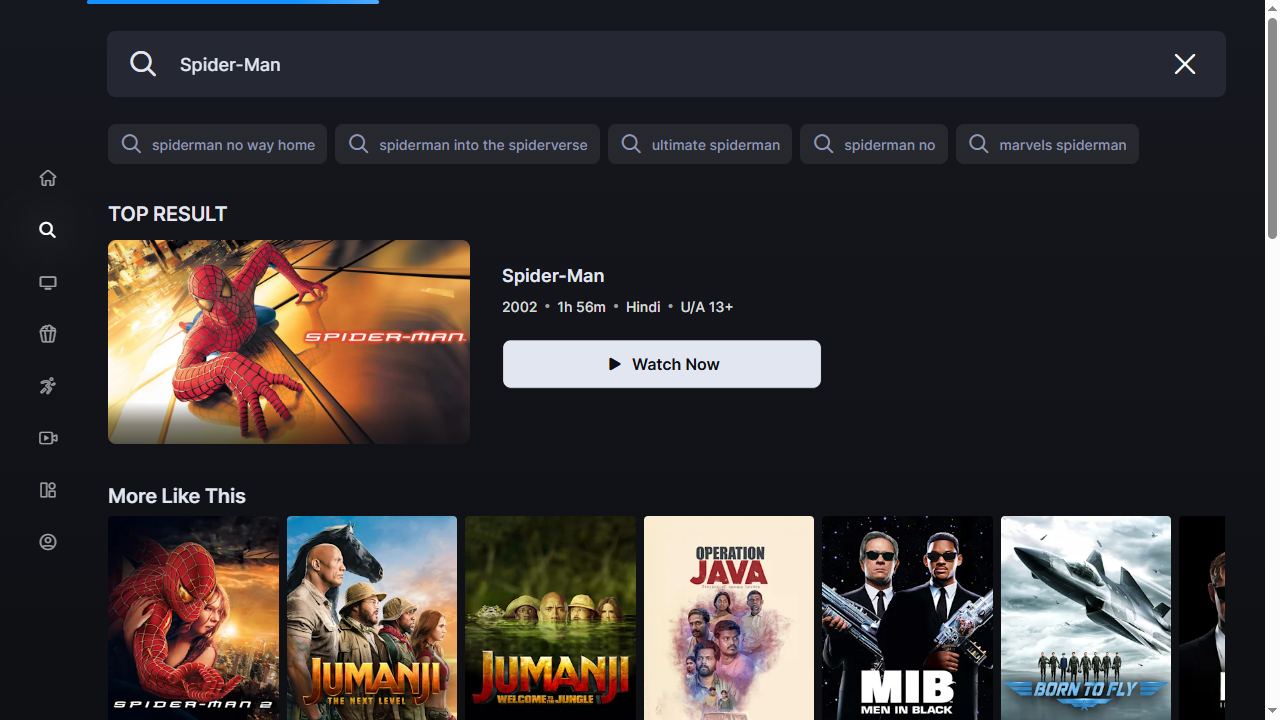 Spider-Man
spiderman no way home
spiderman into the spiderverse
ultimate spiderman
spiderman no
marvels spiderman
TOP RESULT
SPIDER-MAN
Spider-Man
2002 • 1h 56m • Hindi • U/A 13+
Watch Now
More Like This
SPIDER-MAN 2
JUMANJI
THE NEXT LEVEL
JUMANJI
WELCOME TO THE JUNGLE
OPERATION
JAVA
MIB
MEN IN BLACK
BORN TO FLY